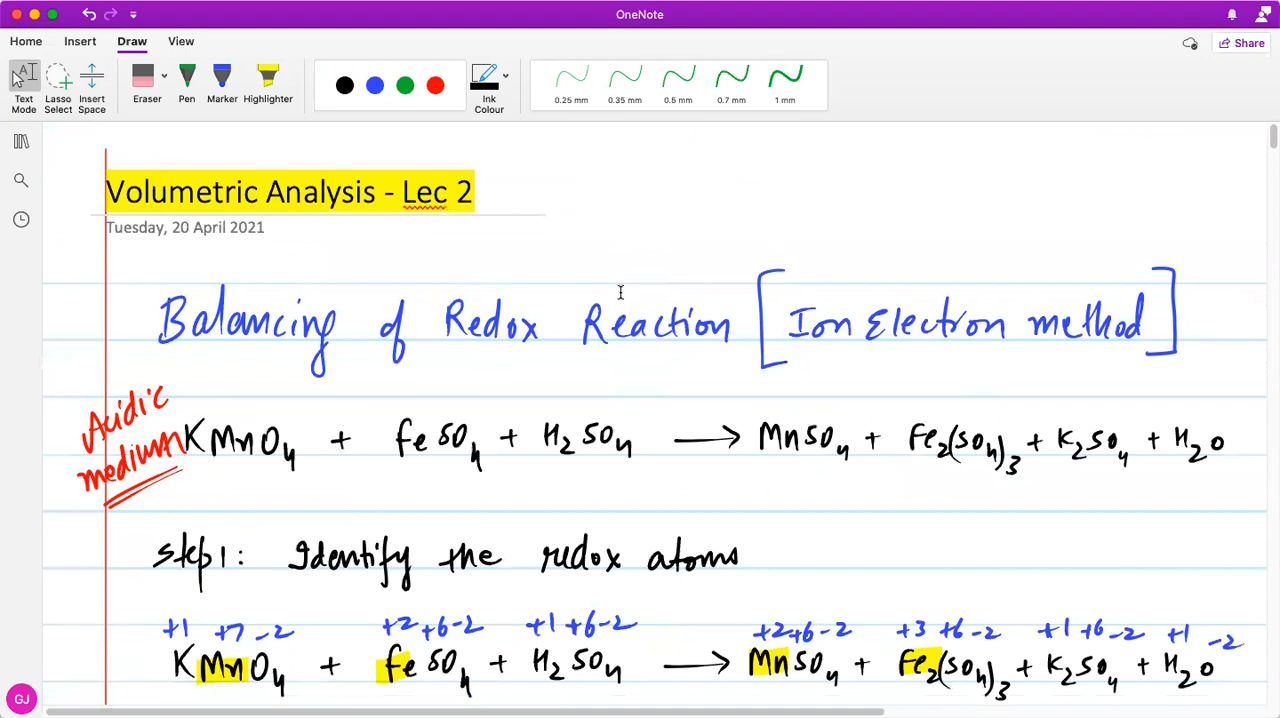 OneNote
Home Insert Draw View Share
Text Mode
Lasso Select
Insert Space
Eraser
Pen
Marker
Highlighter
Ink Colour
0.25 mm 0.35 mm 0.5 mm 0.7 mm 1 mm
Volumetric Analysis - Lec 2
Tuesday, 20 April 2021
Balancing of Redox Reaction [Ion Electron method]
Acidic medium
KMnO4 + FeSO4 + H2SO4 → MnSO4 + Fe2(SO4)3 + K2SO4 + H2O
Step1: Identify the redox atoms
+1 +7 -2 +2 +6 -2 +1 +6 -2 +2 +6 -2 +3 +6 -2 +1 +6 -2 +1 -2
KMnO4 + FeSO4 + H2SO4 → MnSO4 + Fe2(SO4)3 + K2SO4 + H2O
GJ